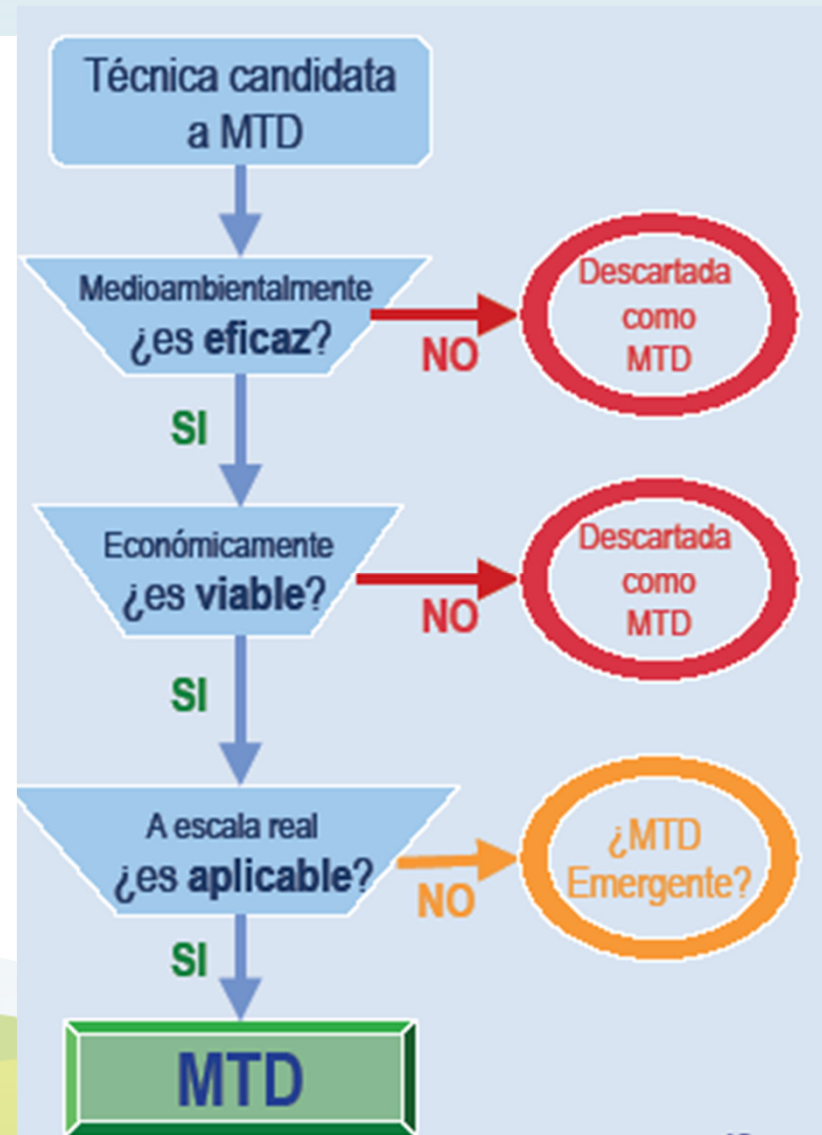 Técnica candidata
a MTD
Medioambientalmente
¿es eficaz?
NO
Descartada
como
MTD
SI
Económicamente
¿es viable?
NO
Descartada
como
MTD
SI
A escala real
¿es aplicable?
NO
¿MTD
Emergente?
SI
MTD